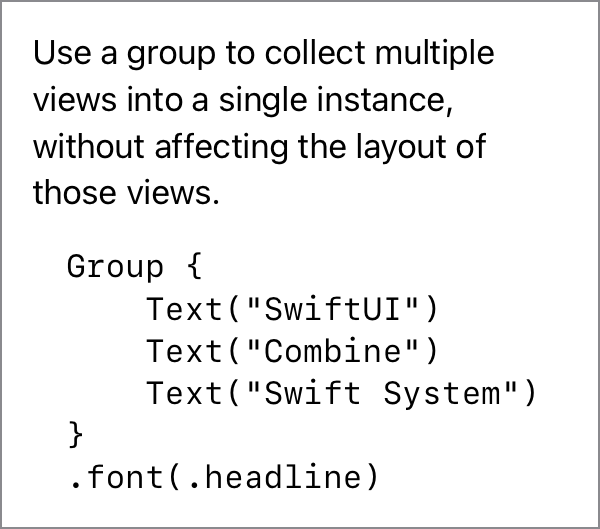 Use a group to collect multiple
views into a single instance,
without affecting the layout of
those views.
Group {
    Text("SwiftUI")
    Text("Combine")
    Text("Swift System")
}
.font(.headline)